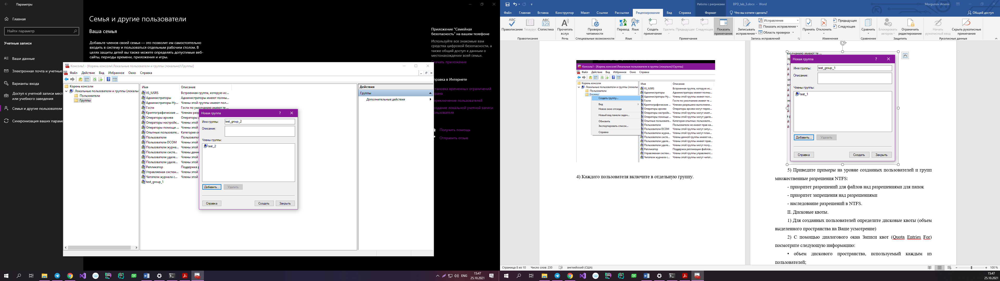 Параметры
Главная
Найти параметр
Учетные записи
Ваши данные
Электронная почта и учетные
Варианты входа
Доступ к учетной записи мест
или учебного заведения
Семья и другие пользователи
Синхронизация ваших параме
Семья и другие пользователи
Ваша семья
Добавьте членов своей семьи — это позволит им самостоятельно
входить в систему и пользоваться отдельным рабочим столом. В
целях защиты детей вы также можете определять допустимые веб-
сайты, периоды времени, приложения и игры.
Приложение "Семейная
безопасность" на вашем телефоне
Используйте все знакомые вам
средства цифровой безопасности, а
также общий доступ к данным о
местонахождении всей семьи.
Скачать приложение
правка в Интернете
становка временных ограничений
рана
ереключение пользователей
оздание локальной учетной записи
ользователя
Получить помощь
Отправить отзыв
Консоль1 - [Корень консоли\Локальные пользователи и группы (локально)\Группы]
Файл Действие Вид Избранное Окно Справка
Корень консоли
Локальные пользователи и группы (локальн
Пользователи
Группы
Имя Описание
IIS_IUSRS Встроенная группа, которую ис...
Администраторы Администраторы имеют полны...
Администраторы Hy... Члены этой группы имеют пол...
Гости Гости по умолчанию имеют те ...
Криптографические ... Членам разр
Операторы архива Операторы а
Операторы настройк... Члены этой
Операторы помощи ... Члены этой
Опытные пользовате... Категория оп
Пользователи Пользовател
Пользователи DCOM Члены этой
Пользователи журна... Члены этой
Пользователи систе... Члены данно
Пользователи удале... Члены этой
Пользователи удале... Члены этой
Репликатор Поддержка р
Управляемая систем... Члены этой
Читатели журнала с... Члены этой
test_group_1
Действия
Группы
Дополнительные действия
Новая группа
Имя группы: test_group_2
Описание:
Члены группы:
test_2
Добавить... Удалить
Справка Создать Закрыть
ENG
15:47
25.10.2021
Работа с рисунками
BPD_lab_3.docx - Word
Morgunov Arsenii
Файл Главная Вставка Конструктор Макет Ссылки Рассылки Рецензирование Вид Справка Формат Что вы хотите сделать? Общий доступ
Правописание Тезаурус Статистика
Правописание
Прочитать
вслух
Речь
Проверка
читаемости
Специальные возможности
Перевод Язык
Язык
Создать
примечание
Удалить Предыдущее Следующее
Показать
примечания
Примечания
Записывать
исправления
Исправления
Показать исправления
Область проверки
Запись исправлений
Принять Отклонить
Предыдущее
Следующее
Изменения
Сравнить
Сравнение
Блокировать
авторов
Ограничить
редактирование
Защитить
Начать
рукописный ввод
Скрыть рукописные
примечания
Рукописные данные
Консоль1 - [Корень консоли\Локальные пользователи и группы (локально)\Группы]
Файл Действие Вид Избранное Окно Справка
Корень консоли
Локальные пользователи и группы (локальн
Пользователи
Группы
Создать группу...
Вид
Новое окно отсюда
Новый вид панели задач...
Обновить
Экспортировать список...
Справка
Имя Описание
IIS_IUSRS Встроенная группа, которую ис...
Администраторы Администраторы имеют полны...
Администраторы Hy... Члены этой группы имеют пол...
Гости Гости по умолчанию имеют те ...
Криптографические ... Членам разрешено выполнени...
Операторы архива Операторы архива могут перео...
Операторы настройк... Члены этой группы могут имет...
Операторы помощи ... Члены этой группы могут удале...
Опытные пользовате... Категория опытных пользовате...
Пользователи Пользователи не имеют прав на...
Пользователи DCOM Члены этой группы могут запус...
Пользователи журна... Члены этой группы могут план...
Пользователи систе... Члены данной группы имеют ка...
Пользователи удале... Члены этой группы имеют прав...
Пользователи удале... Члены этой группы могут полу...
Репликатор Поддержка репликации файлов...
Управляемая систем... Члены этой группы управляютс...
Читатели журнала с... Члены этой группы могут читат...
4) Каждого пользователя включите в отдельную группу.
молчанию имеют те ...
Новая группа
Имя группы: test_group_1
Описание:
Члены группы:
test_1
Добавить... Удалить
Справка Создать Закрыть
5) Приведите примеры на уровне созданных пользователей и групп
множественные разрешения NTFS:
- приоритет разрешений для файлов над разрешениями для папок
- приоритет запрещения над разрешениями
- наследование разрешений в NTFS.
II. Дисковые квоты.
1) Для созданных пользователей определите дисковые квоты (объем
выделенного пространства на Ваше усмотрение)
2) С помощью диалогового окна Записи квот (Quota Entries For)
посмотрите следующую информацию:
• объем дискового пространства, используемый каждым из
пользователей;
Страница 8 из 10 Число слов: 230 английский (США)
100 %
15:47
25.10.2021